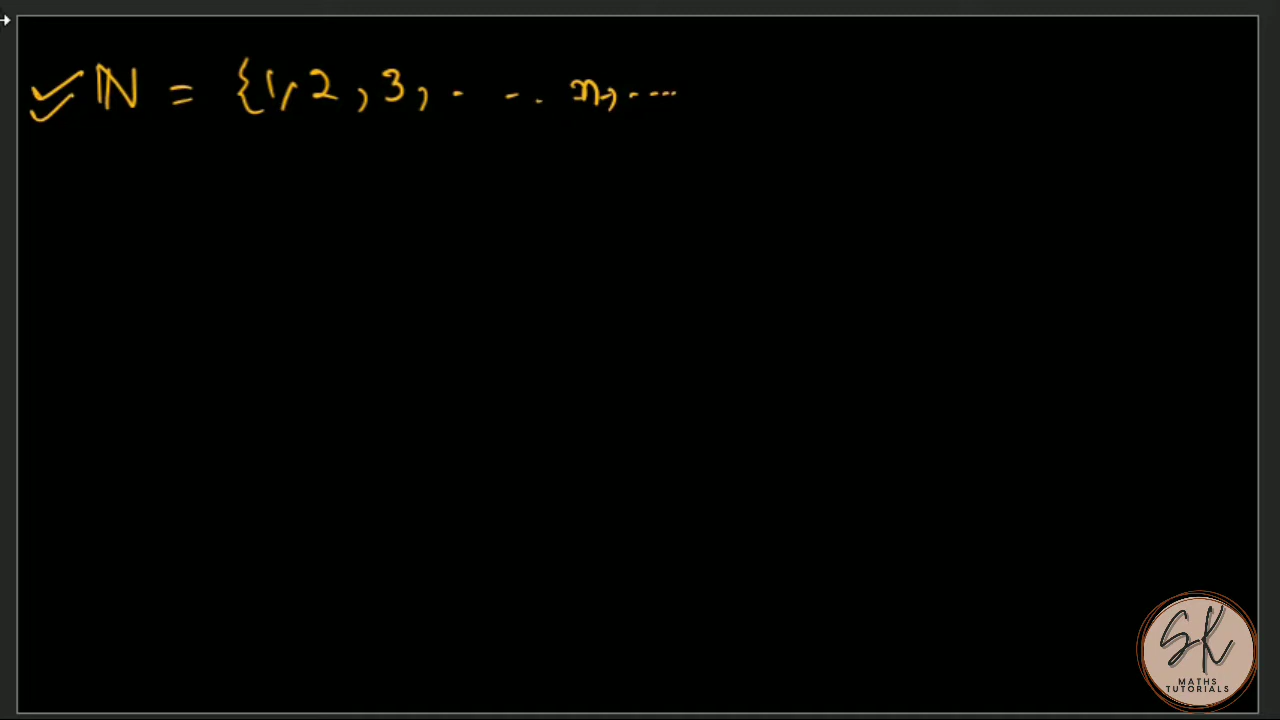 ℕ = {1, 2, 3, . . . n, ....
SK
MATHS
TUTORIALS